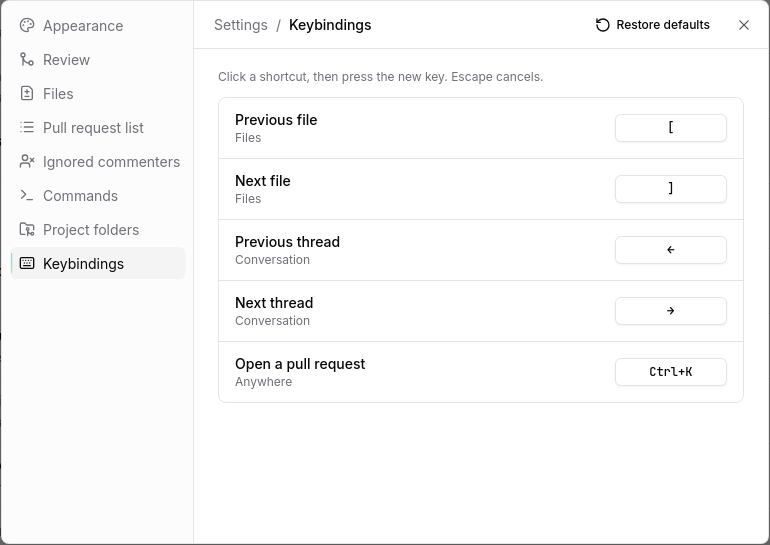 Appearance
Review
Files
Pull request list
Ignored commenters
Commands
Project folders
Keybindings
Settings / Keybindings
Restore defaults
Click a shortcut, then press the new key. Escape cancels.
Previous file
Files
[
Next file
Files
]
Previous thread
Conversation
←
Next thread
Conversation
→
Open a pull request
Anywhere
Ctrl+K